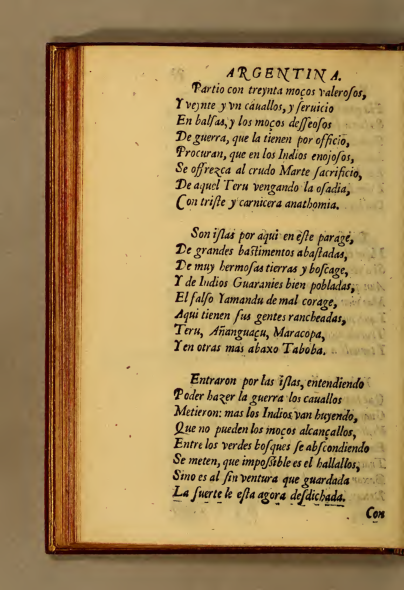 ARGENTINA.
Partio con treynta moços valerosos,
Y veynte y vn cauallos, y seruicio
En balsas, y los moços desseosos
De guerra, que la tienen por officio,
Procuran, que en los Indios enojosos,
Se offrezca al crudo Marte sacrificio,
De aquel Teru vengando la osadia,
Con triste y carnicera anathomia.
Son islas por aqui en este parage,
De grandes bastimentos abastadas,
De muy hermosas tierras y boscage,
Y de Indios Guaranies bien pobladas,
El falso Yamandu de mal corage,
Aqui tienen sus gentes rancheadas,
Teru, Añanguaçu, Maracopa,
Y en otras mas abaxo Taboba.
Entraron por las islas, entendiendo
Poder hazer la guerra los cauallos
Metieron: mas los Indios van huyendo,
Que no pueden los moços alcançallos,
Entre los verdes bosques se abscondiendo
Se meten, que impossible es el hallallos,
Sino es al sin ventura que guardada
La suerte le esta agora desdichada.
Con